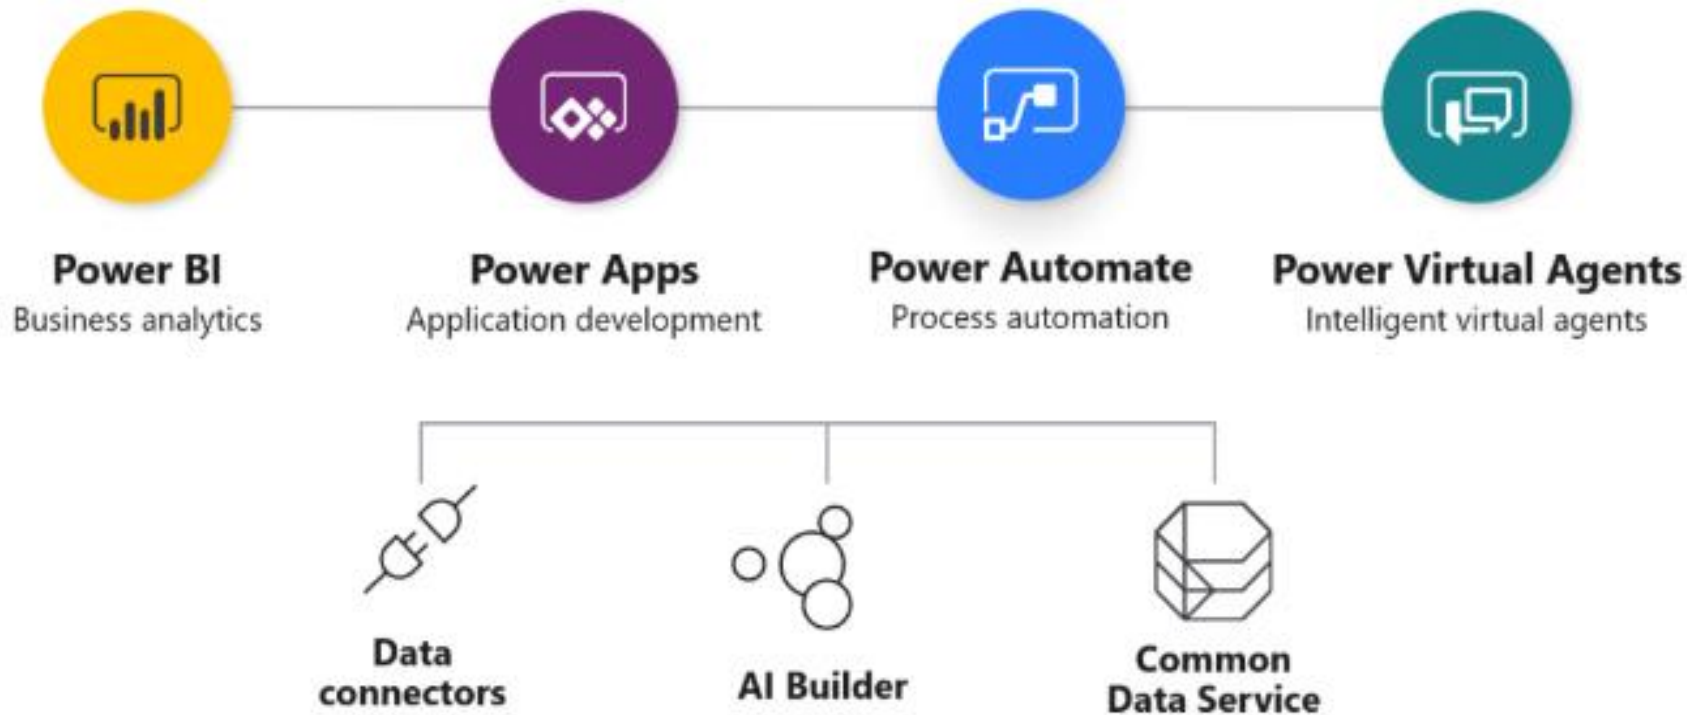 Power BI
Business analytics
Power Apps
Application development
Power Automate
Process automation
Power Virtual Agents
Intelligent virtual agents
Data
connectors
AI Builder
Common
Data Service